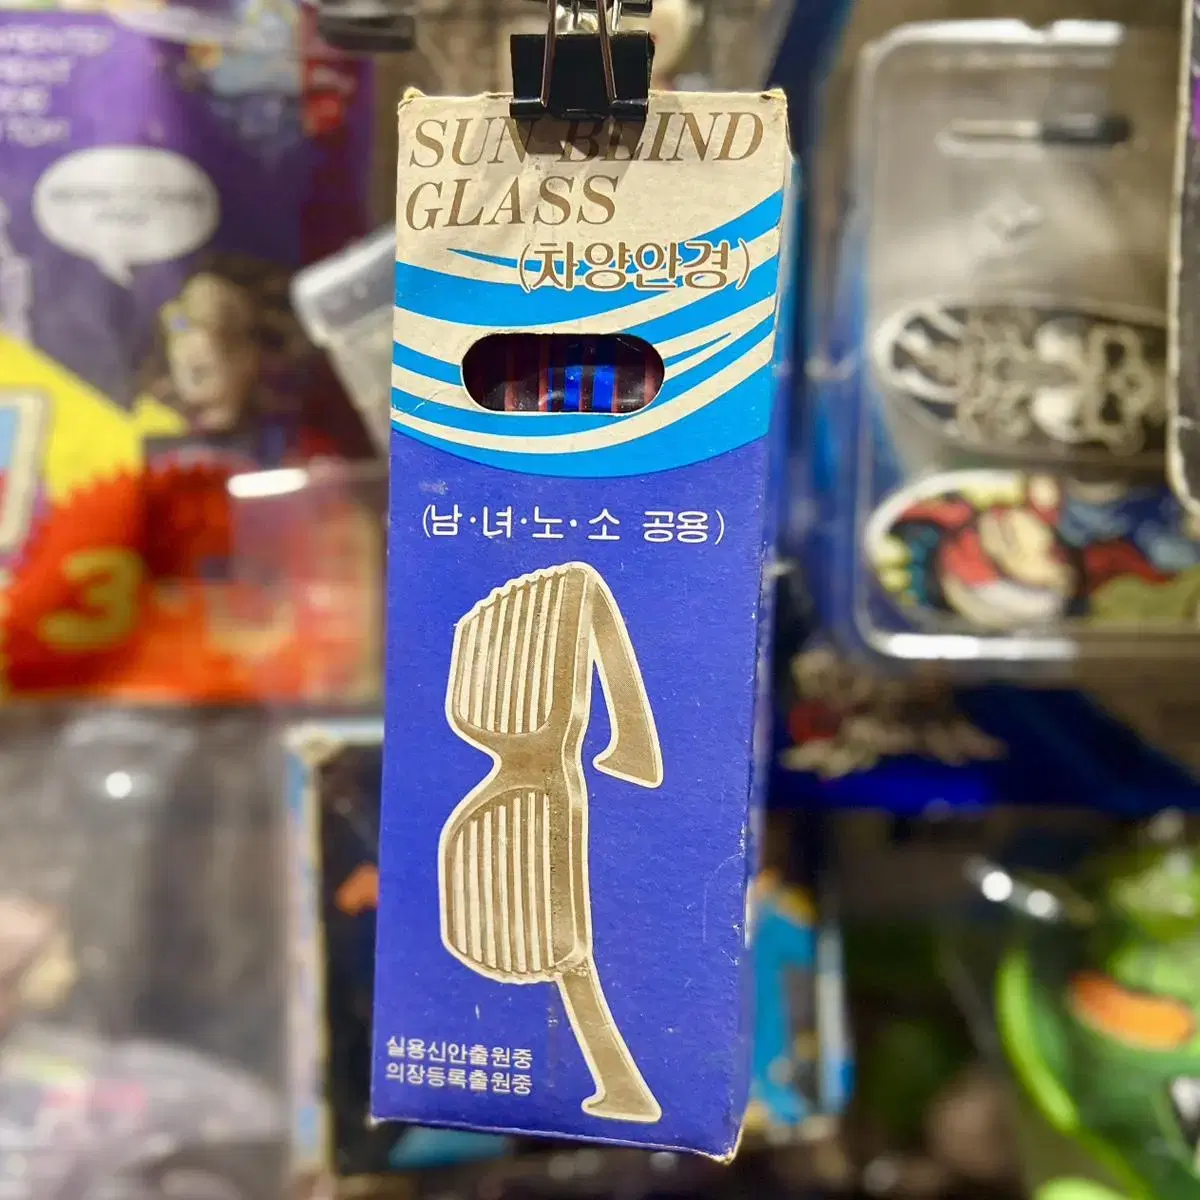 SUN BLIND
GLASS
(차양안경)
(남·녀·노·소 공용)
실용신안출원중
의장등록출원중
3